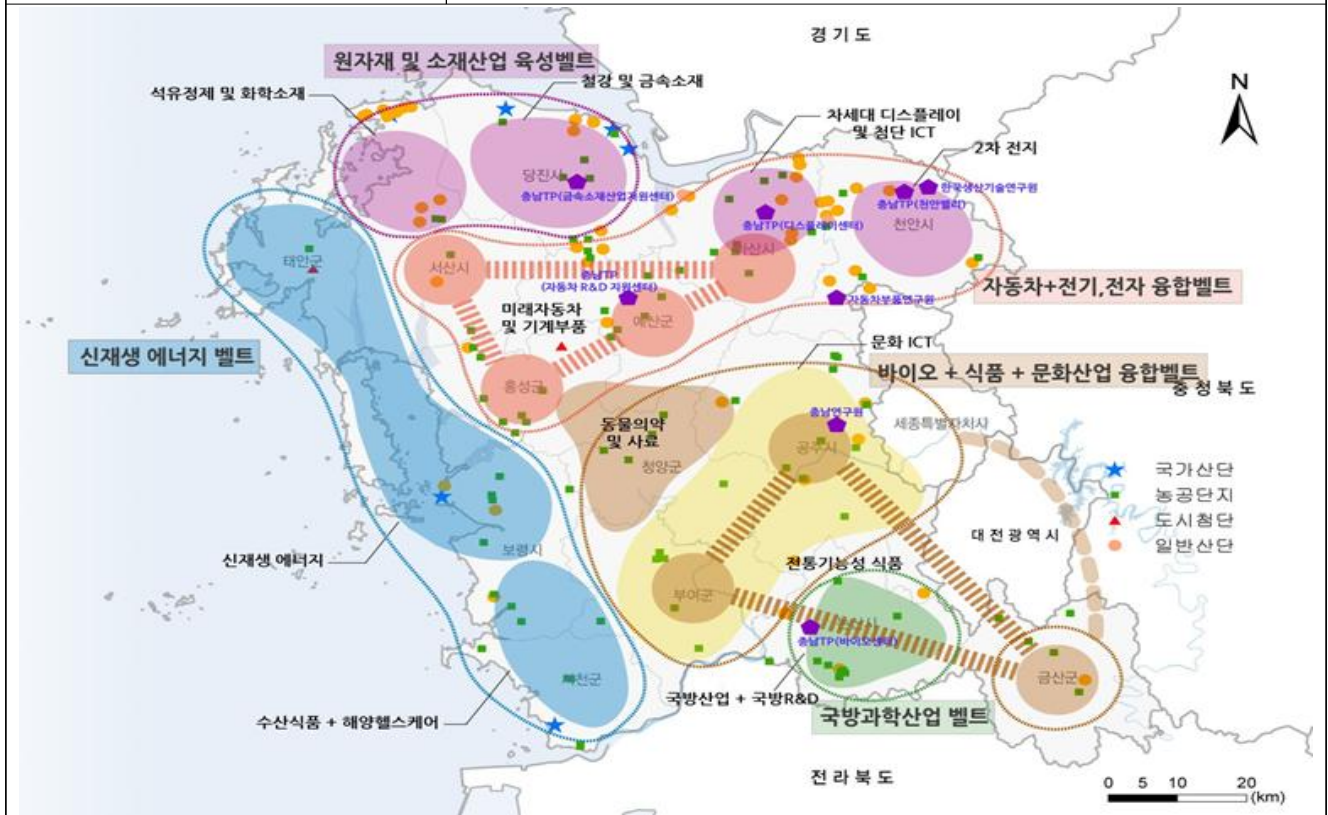 경기도
원자재 및 소재산업 육성벨트
석유정제 및 화학소재
철강 및 금속소재
차세대 디스플레이
및 첨단 ICT
2차 전지
N
당진시
충남TP(금속소재산업지원센터)
한국생산기술연구원
충남TP(천안밸리)
충남TP(디스플레이센터)
천안시
아산시
태안군
서산시
충남TP
(자동차 R&D 지원센터)
자동차+전기,전자 융합벨트
자동차부품연구원
미래자동차
및 기계부품
예산군
신재생 에너지 벨트
문화 ICT
바이오 + 식품 + 문화산업 융합벨트
충청북도
홍성군
동물의약
및 사료
충남연구원
세종특별자치시
공주시
청양군
국가산단
농공단지
도시첨단
일반산단
대전광역시
신재생 에너지
보령시
전통기능성 식품
부여군
논산시
충남TP(바이오센터)
금산군
서천군
국방산업 + 국방R&D
국방과학산업 벨트
수산식품 + 해양헬스케어
전라북도
0 5 10 20
(km)